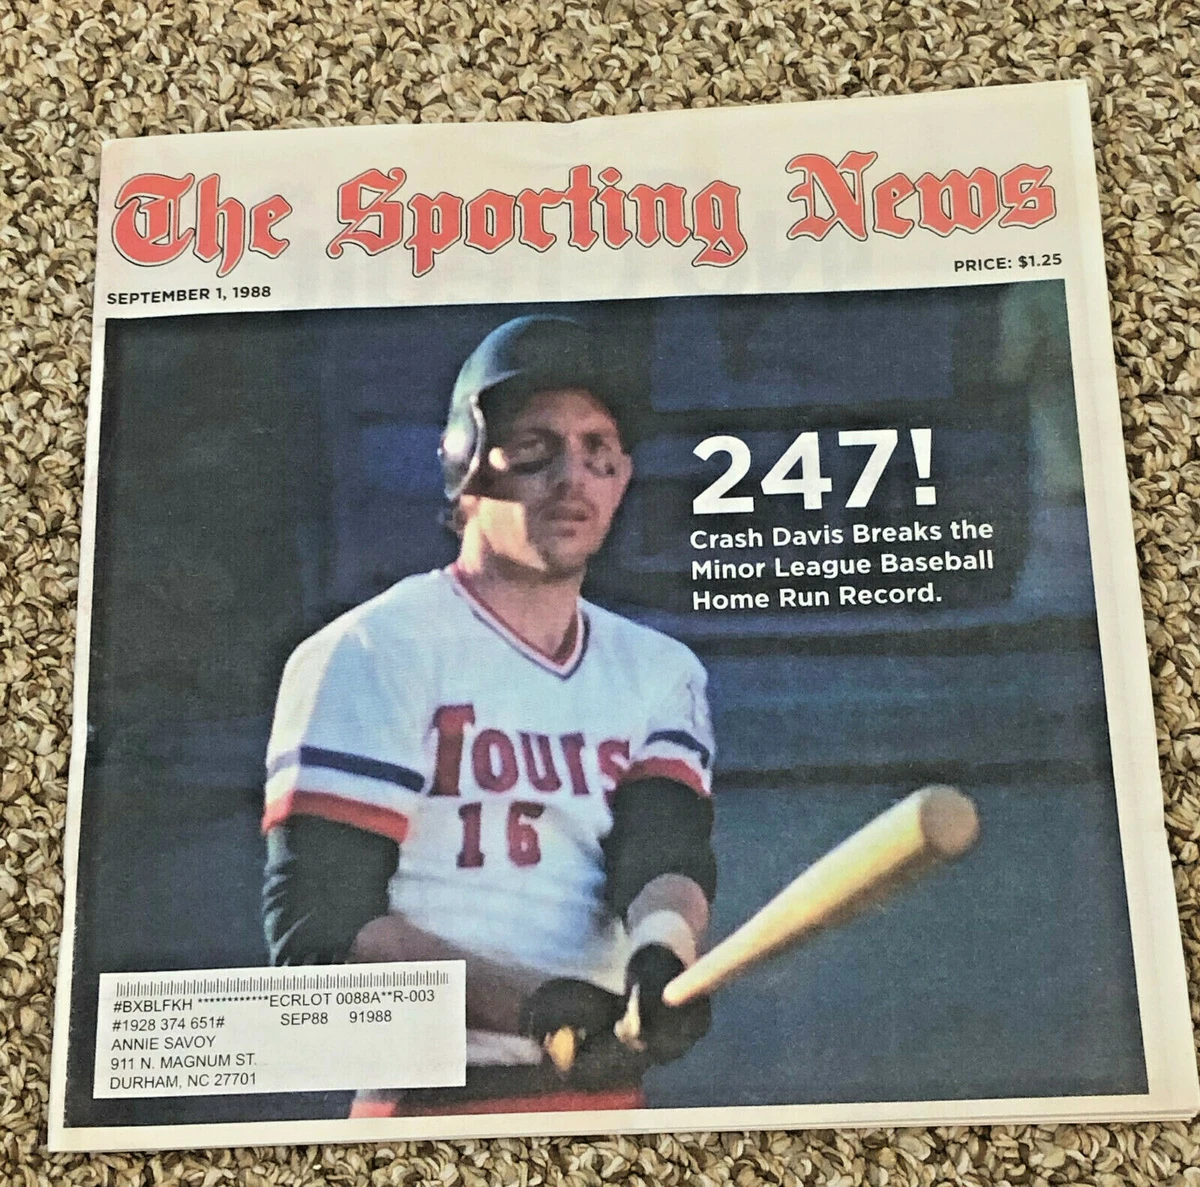 The Sporting News
SEPTEMBER 1, 1988
PRICE: $1.25
247!
Crash Davis Breaks the
Minor League Baseball
Home Run Record.
Tours
16
#BXBLFKH ************ECRLOT 0088A**R-003
#1928 374 651# SEP88 91988
ANNIE SAVOY
911 N. MAGNUM ST.
DURHAM, NC 27701